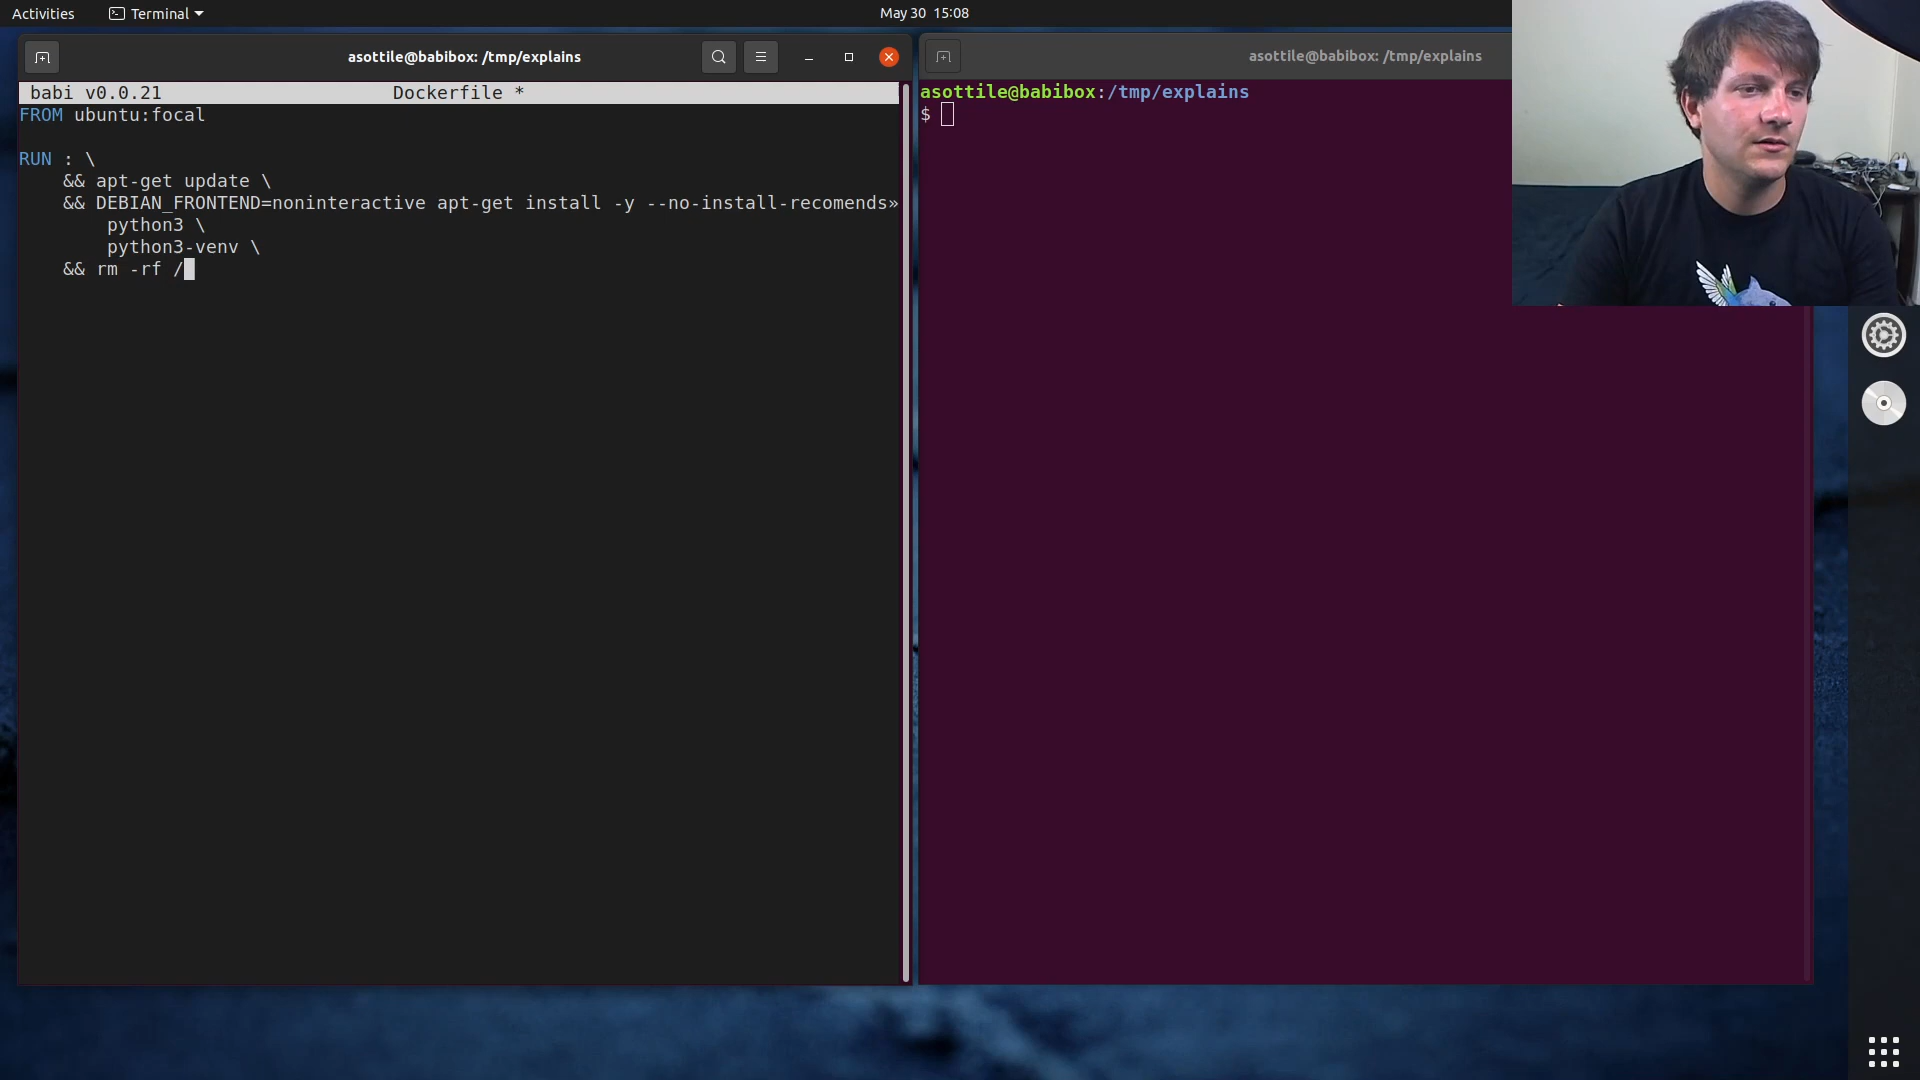 Activities
Terminal
May 30 15:08
asottile@babibox: /tmp/explains
babi v0.0.21 Dockerfile *
FROM ubuntu:focal
RUN : \
&& apt-get update \
&& DEBIAN_FRONTEND=noninteractive apt-get install -y --no-install-recomends»
python3 \
python3-venv \
&& rm -rf /
asottile@babibox: /tmp/explains
asottile@babibox:/tmp/explains
$